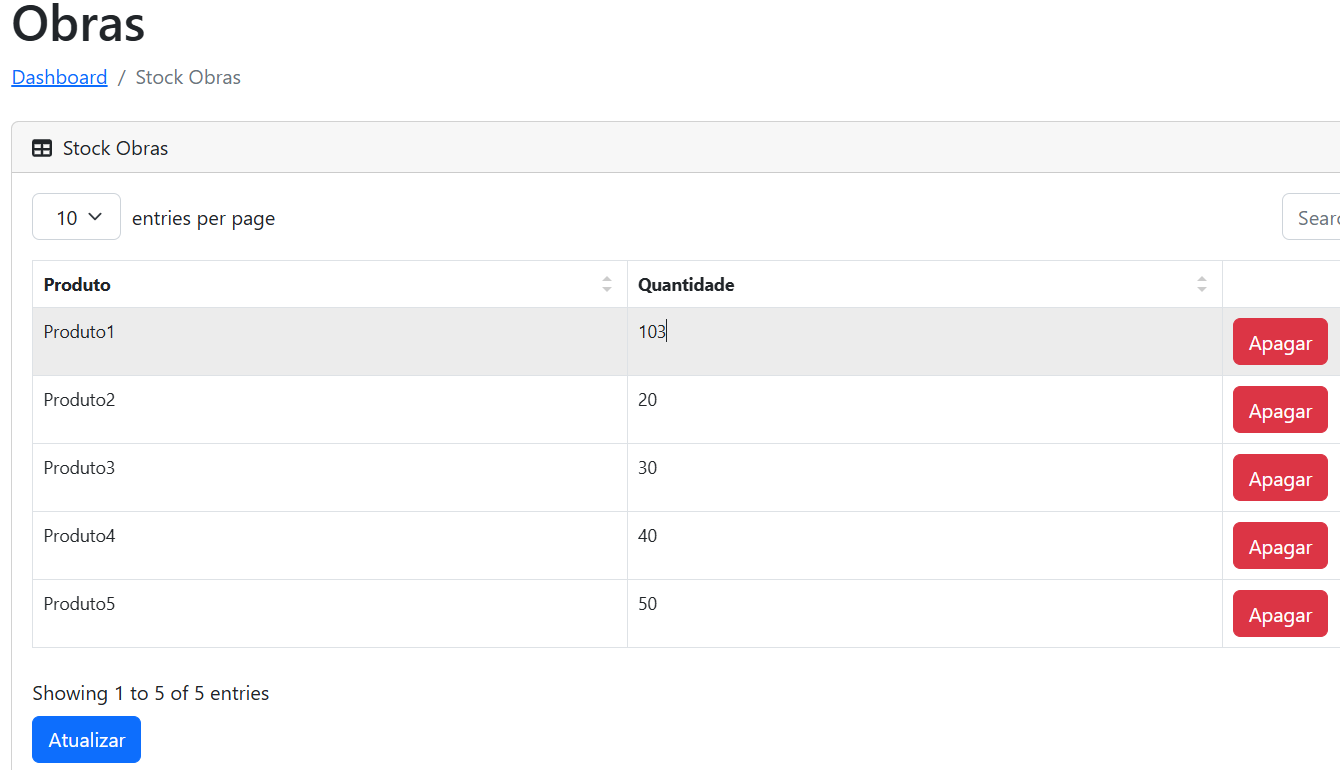 Obras
Dashboard / Stock Obras
Stock Obras
10 entries per page
Produto Quantidade
Produto1 103 Apagar
Produto2 20 Apagar
Produto3 30 Apagar
Produto4 40 Apagar
Produto5 50 Apagar
Showing 1 to 5 of 5 entries
Atualizar